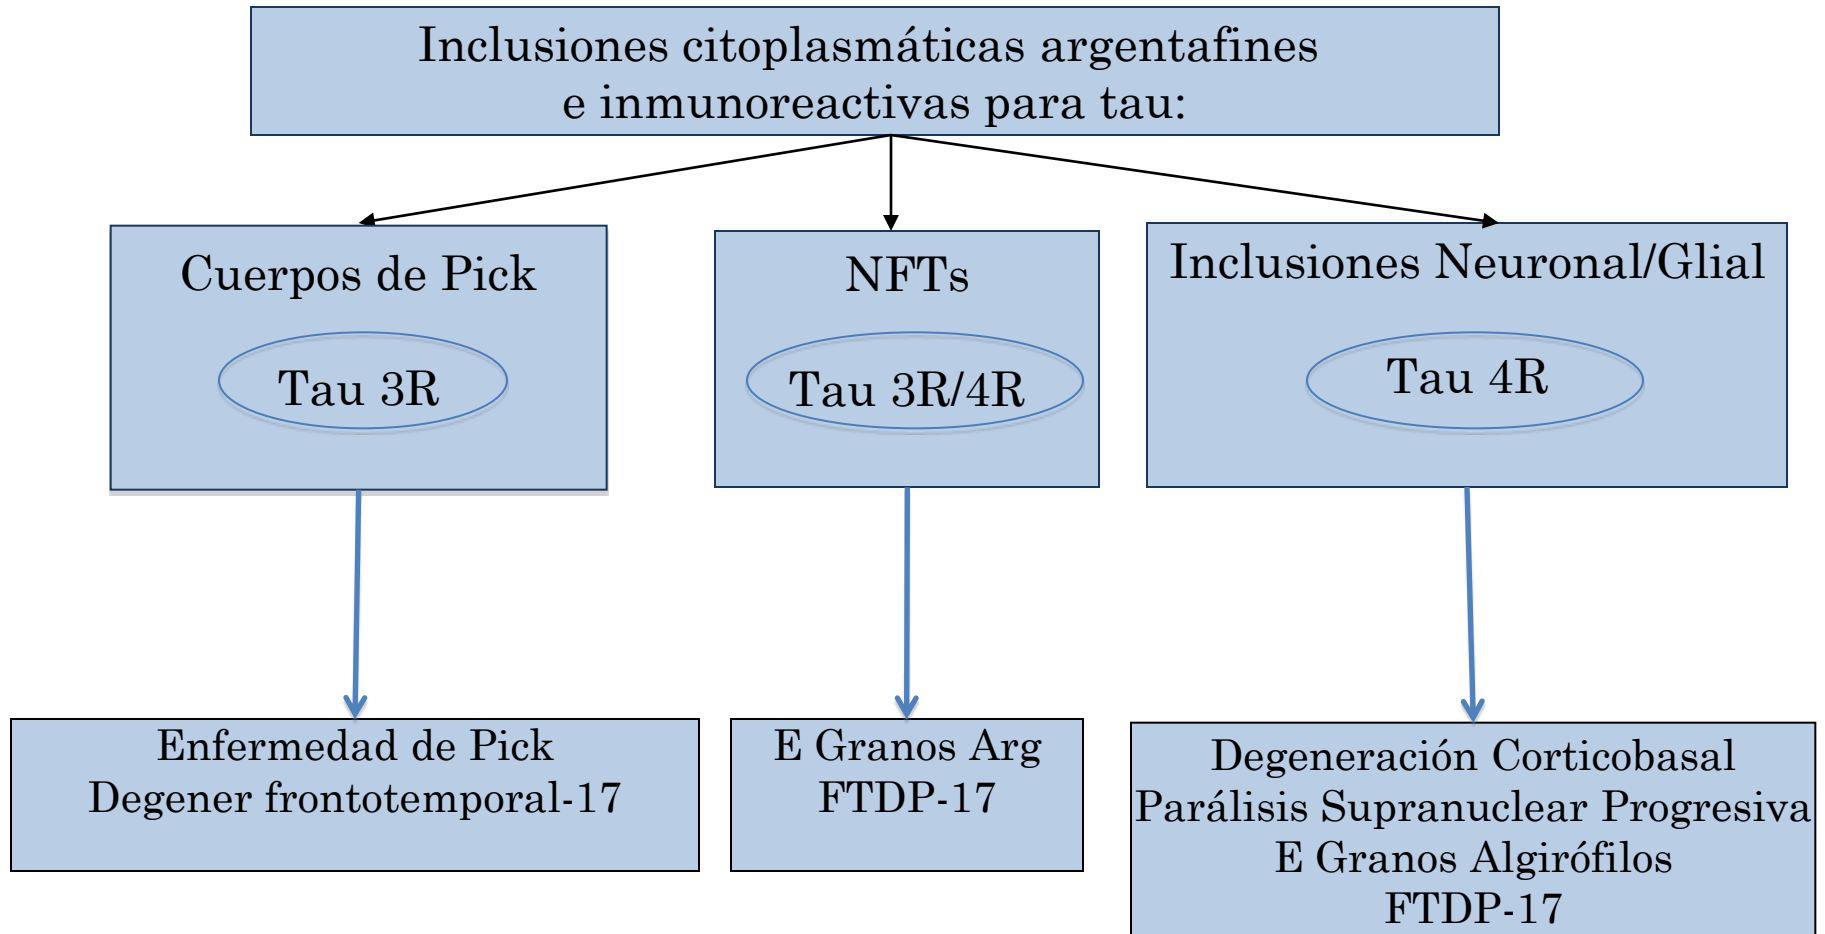 Inclusiones citoplasmáticas argentafines
e inmunoreactivas para tau:
Cuerpos de Pick
Tau 3R
NFTs
Tau 3R/4R
Inclusiones Neuronal/Glial
Tau 4R
Enfermedad de Pick
Degener frontotemporal-17
E Granos Arg
FTDP-17
Degeneración Corticobasal
Parálisis Supranuclear Progresiva
E Granos Algirófilos
FTDP-17